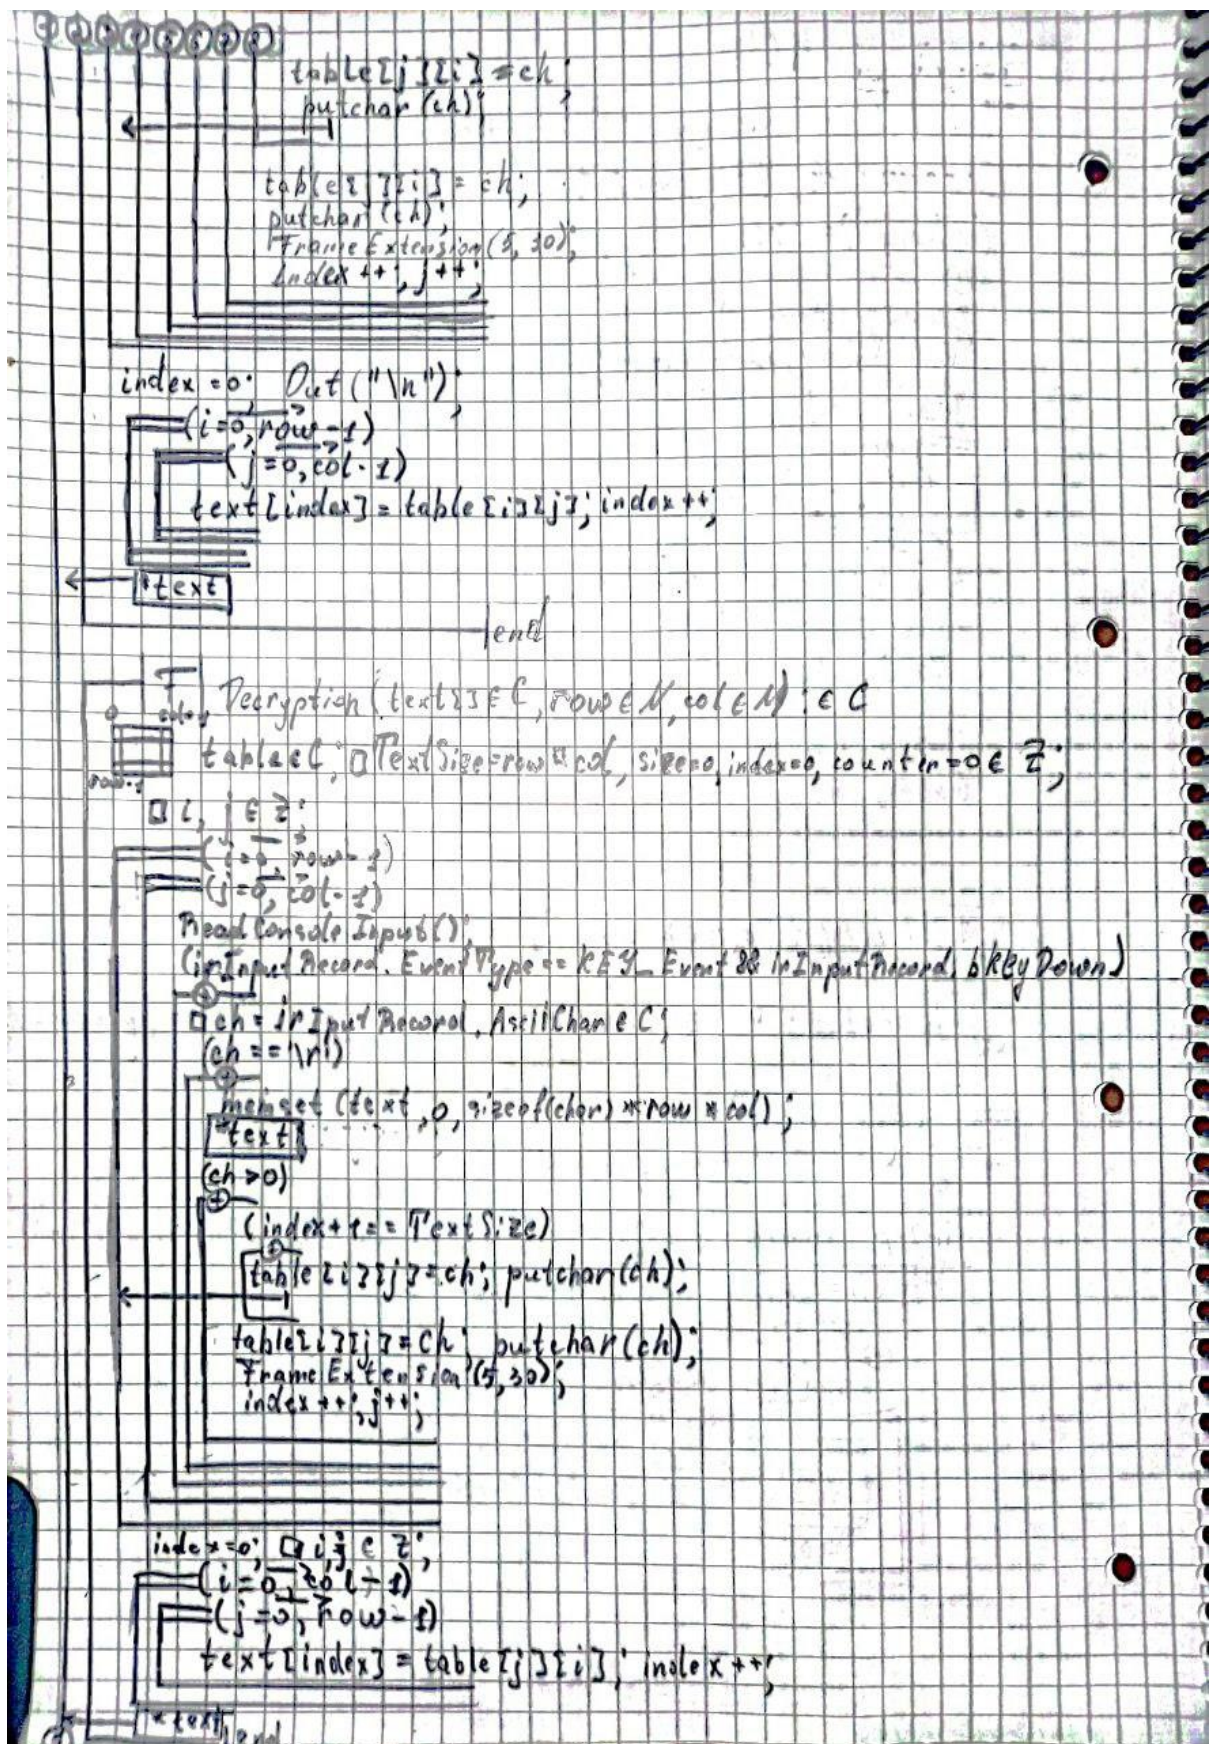 table[j][i] = ch;
putchar(ch);
table[j][i] = ch;
putchar(ch);
FrameExtension(5, 30);
index++; j++;
index = 0; Out("\n");
(i=0, row-1)
(j=0, col-1)
text[index] = table[i][j]; index++;
*text
end
0 col-1 Decryption(text[] ∈ C, row ∈ N, col ∈ N) : ∈ C
table ∈ C; □ TextSize=row*col, size=0, index=0, counter=0 ∈ Z;
row-1
□ i, j ∈ Z;
(i=0, row-1)
(j=0, col-1)
ReadConsoleInput();
(irInputRecord.EventType == KEY_Event && irInputRecord.bKeyDown)
+
□ ch = irInputRecord.AsciiChar ∈ C;
(ch == '\r')
+
memset(text, 0, sizeof(char) * row * col);
*text
(ch > 0)
+
(index+1 == TextSize)
+
table[i][j] = ch; putchar(ch);
table[i][j] = ch; putchar(ch);
FrameExtension(5, 30);
index++; j++;
index=0; □ i, j ∈ Z;
(i=0, col-1)
(j=0, row-1)
text[index] = table[j][i]; index++;
*text end